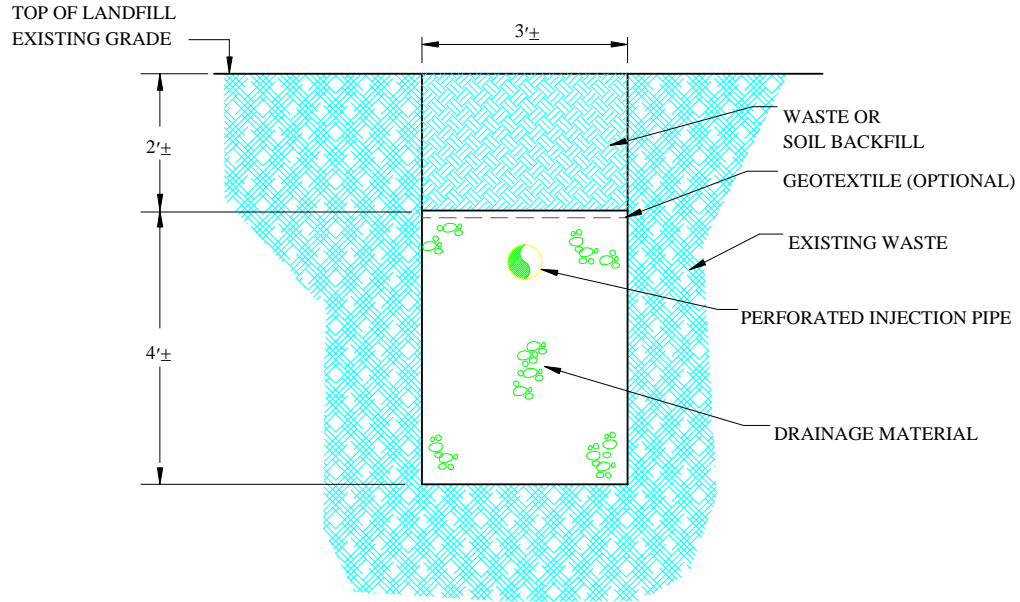 TOP OF LANDFILL
EXISTING GRADE
3'±
2'±
WASTE OR
SOIL BACKFILL
GEOTEXTILE (OPTIONAL)
EXISTING WASTE
PERFORATED INJECTION PIPE
4'±
DRAINAGE MATERIAL